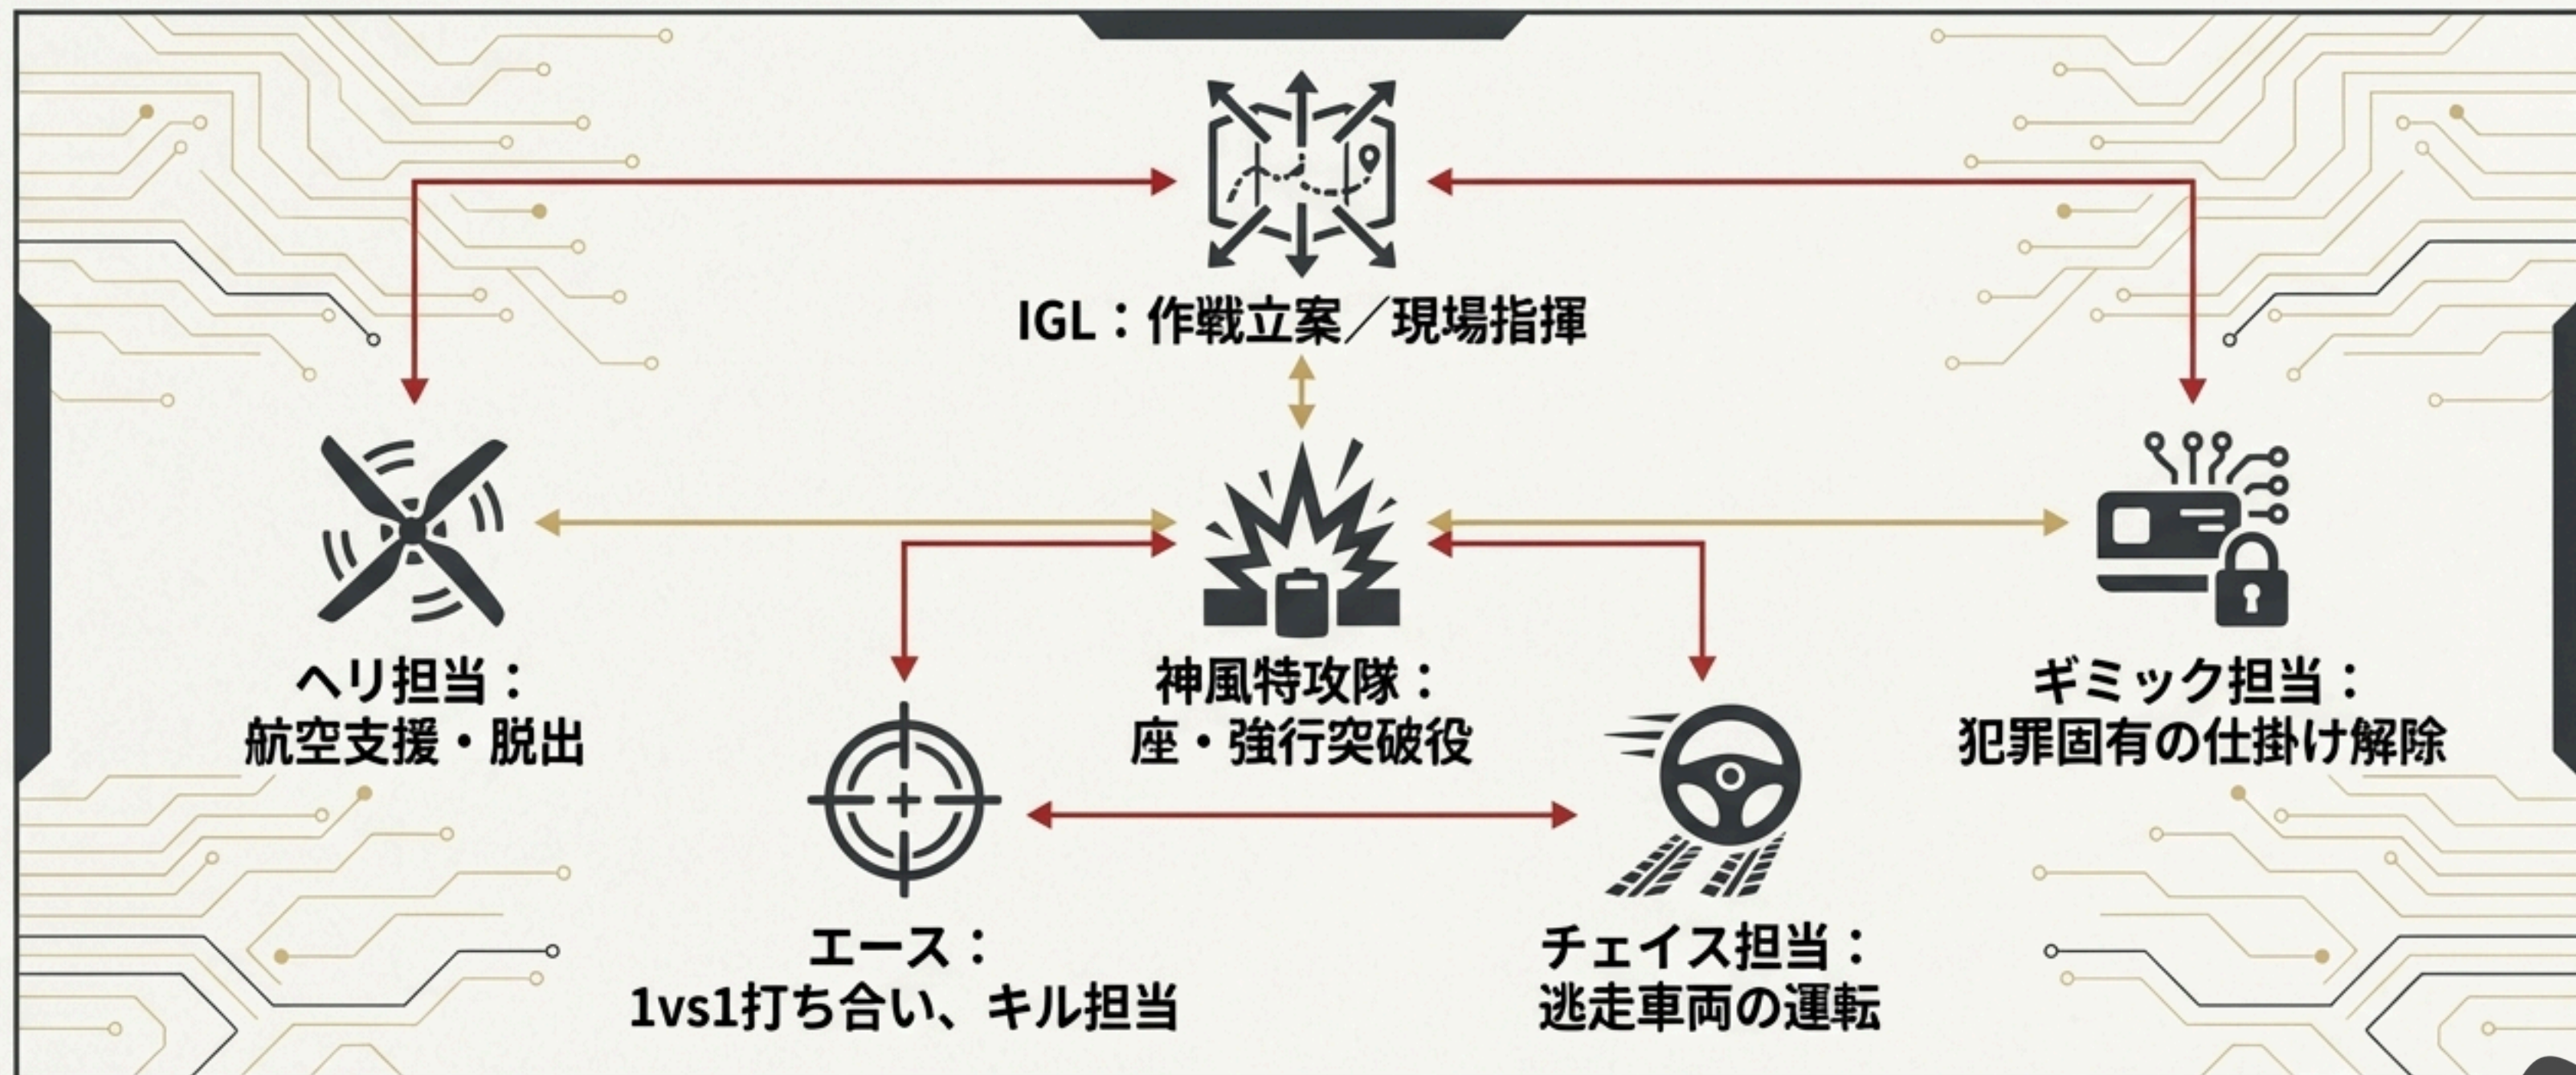 IGL：作戦立案／現場指揮
ヘリ担当：
航空支援・脱出
神風特攻隊：
座・強行突破役
ギミック担当：
犯罪固有の仕掛け解除
エース：
1vs1打ち合い、キル担当
チェイス担当：
逃走車両の運転